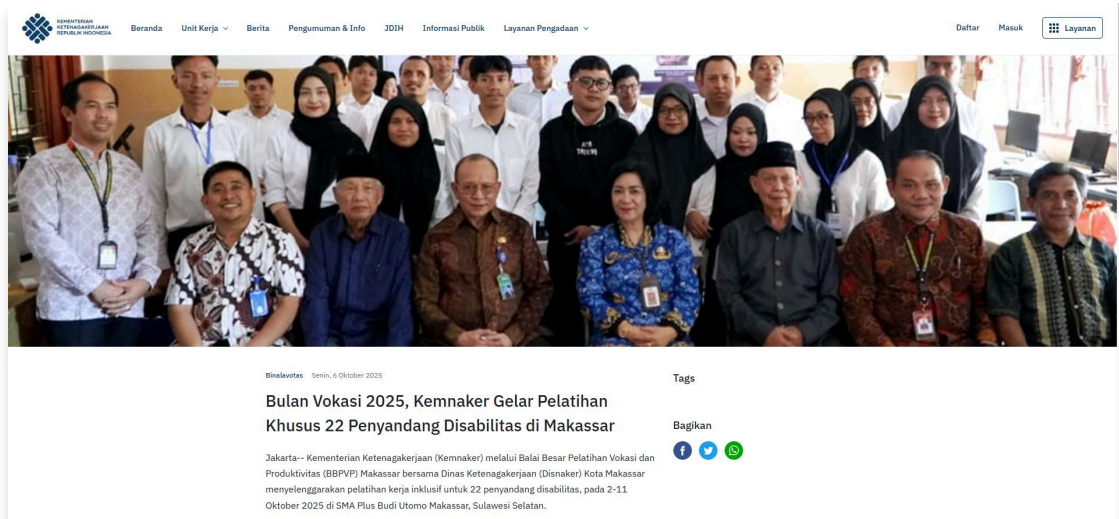 KEMENTERIAN
KETENAGAKERJAAN
REPUBLIK INDONESIA
Beranda Unit Kerja Berita Pengumuman & Info JDIH Informasi Publik Layanan Pengadaan Daftar Masuk Layanan
Binalavotas Senin, 6 Oktober 2025
Bulan Vokasi 2025, Kemnaker Gelar Pelatihan
Khusus 22 Penyandang Disabilitas di Makassar
Jakarta-- Kementerian Ketenagakerjaan (Kemnaker) melalui Balai Besar Pelatihan Vokasi dan
Produktivitas (BBPVP) Makassar bersama Dinas Ketenagakerjaan (Disnaker) Kota Makassar
menyelenggarakan pelatihan kerja inklusif untuk 22 penyandang disabilitas, pada 2-11
Oktober 2025 di SMA Plus Budi Utomo Makassar, Sulawesi Selatan.
Tags
Bagikan